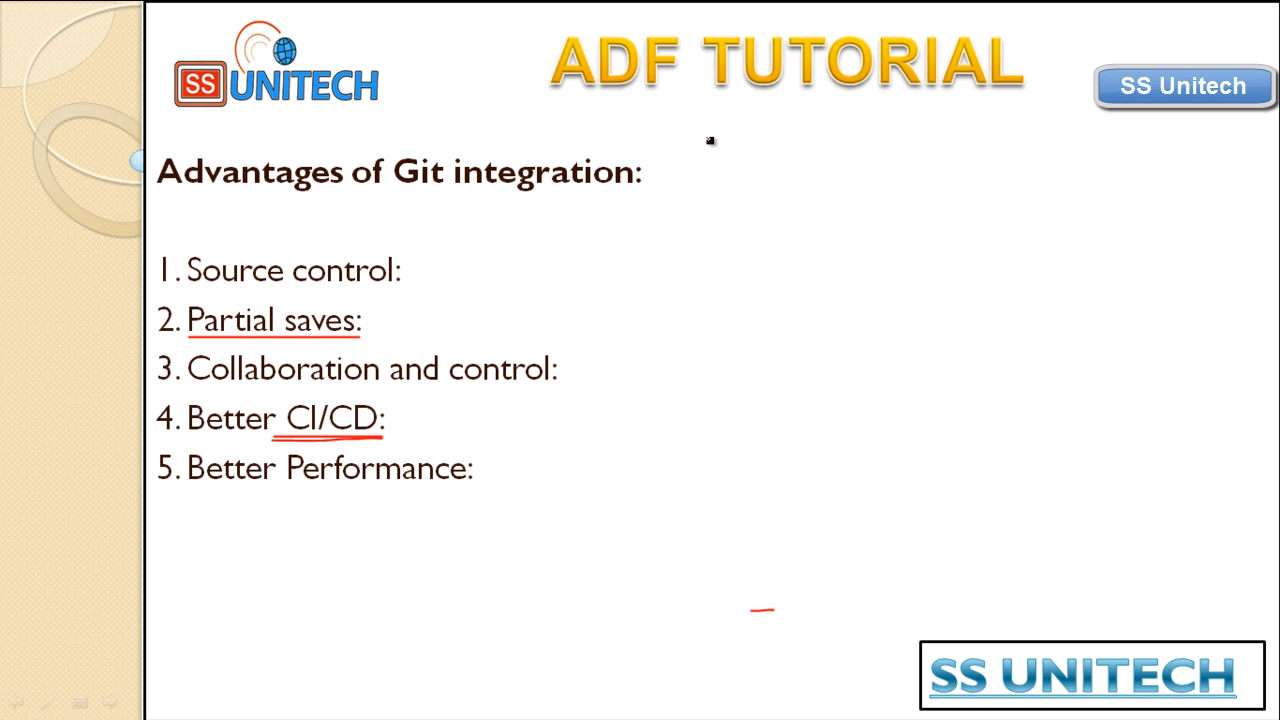 SS UNITECH
ADF TUTORIAL
SS Unitech
Advantages of Git integration:
1. Source control:
2. Partial saves:
3. Collaboration and control:
4. Better CI/CD:
5. Better Performance:
SS UNITECH